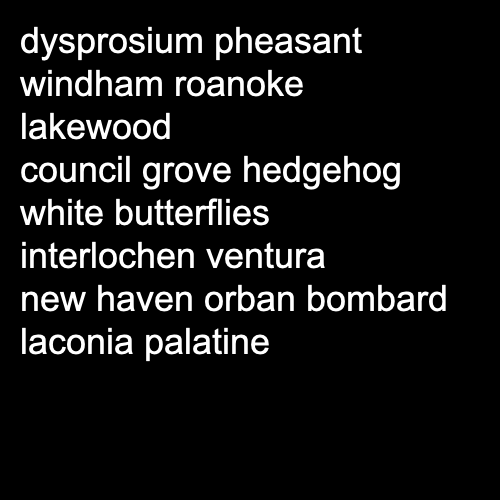 dysprosium pheasant
windham roanoke
lakewood
council grove hedgehog
white butterflies
interlochen ventura
new haven orban bombard
laconia palatine